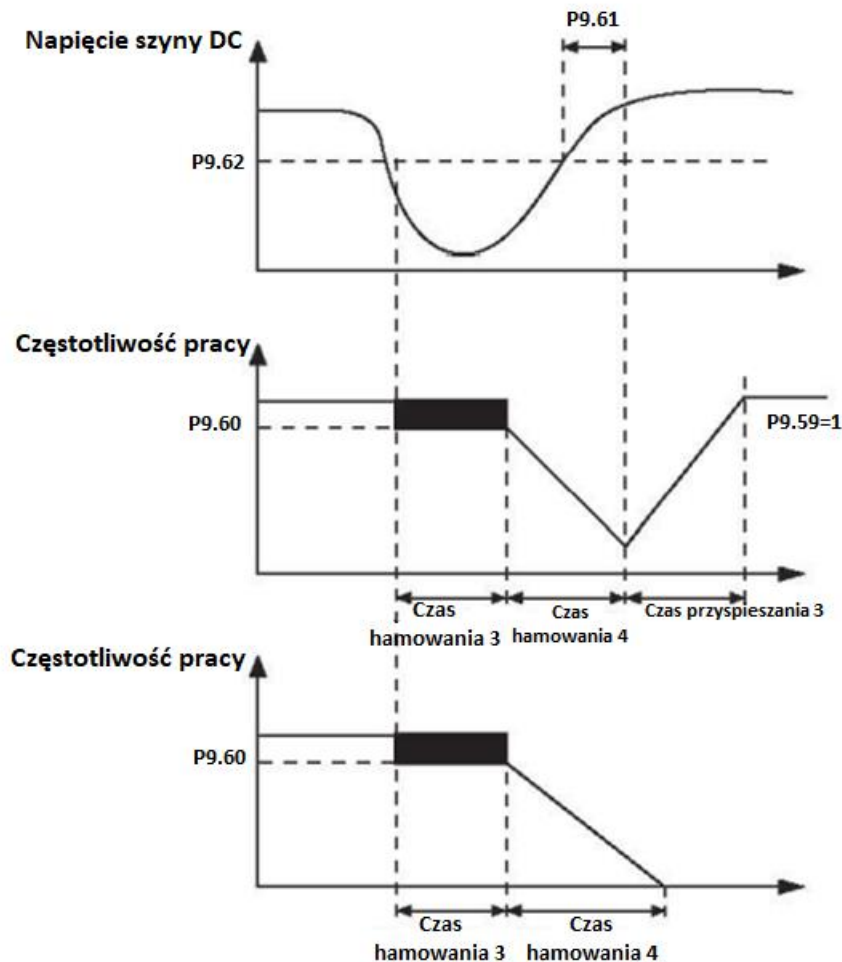 P9.61
Napięcie szyny DC
P9.62
Częstotliwość pracy
P9.60
P9.59=1
Czas
hamowania 3
Czas
hamowania 4
Czas przyspieszania 3
Częstotliwość pracy
P9.60
Czas
hamowania 3
Czas
hamowania 4